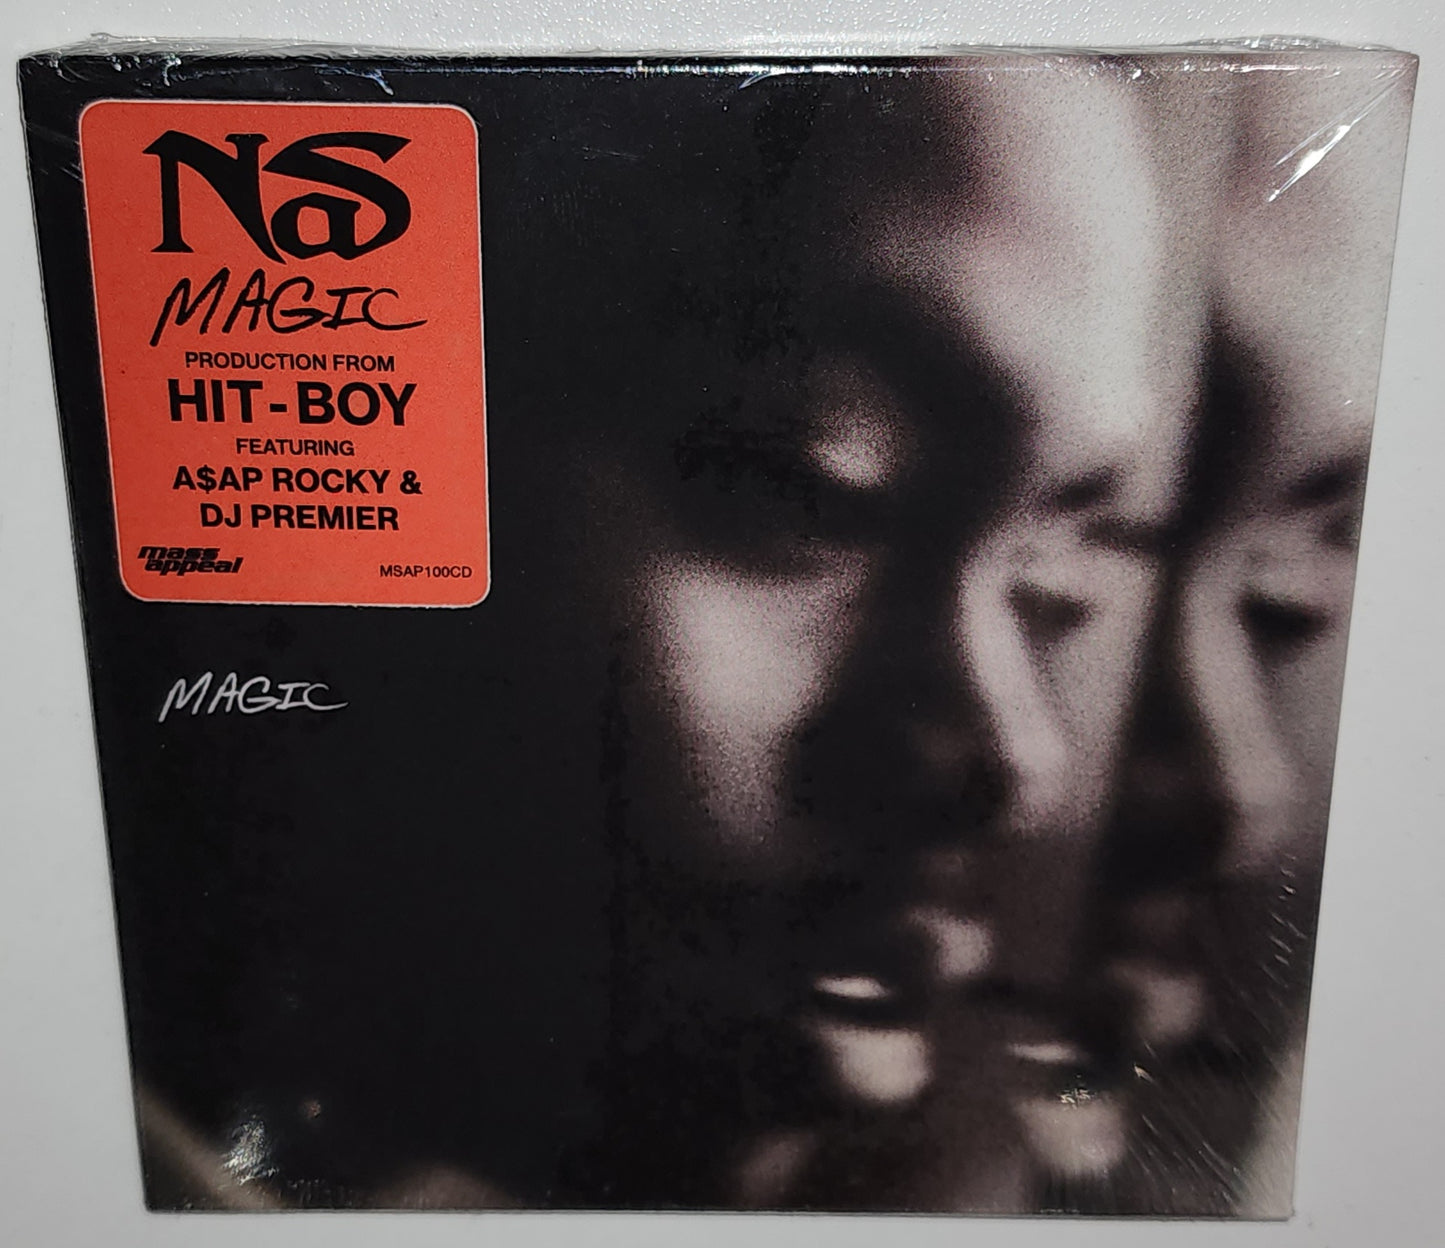 NaS
MAGIC
PRODUCTION FROM
HIT-BOY
FEATURING
A$AP ROCKY &
DJ PREMIER
mass
appeal
MSAP100CD
MAGIC